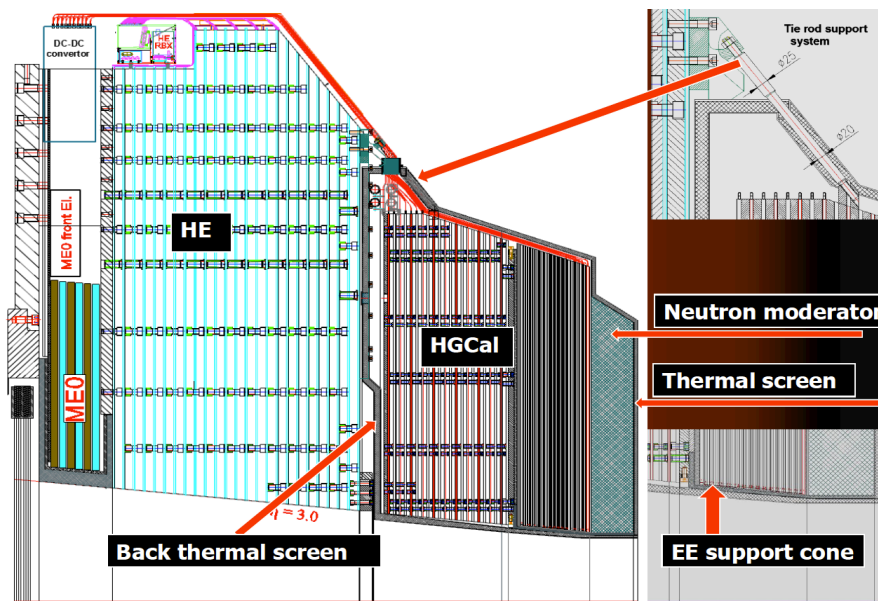 DC-DC
convertor
HE
RBX
Tie rod support
system
ø25
ø20
ME0 front El.
HE
HGCal
Neutron moderator
Thermal screen
ME0
η = 3.0
Back thermal screen
EE support cone